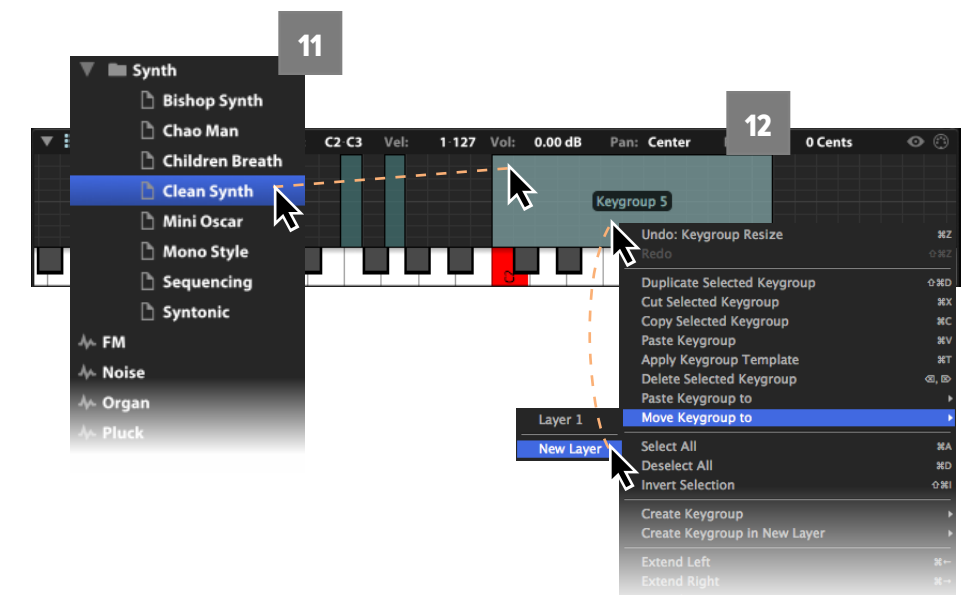 11
Synth
Bishop Synth
Chao Man
Children Breath
Clean Synth
Mini Oscar
Mono Style
Sequencing
Syntonic
FM
Noise
Organ
Pluck
12
C2-C3 Vel: 1-127 Vol: 0.00 dB Pan: Center 0 Cents
Keygroup 5
Undo: Keygroup Resize ⌘Z
Redo ⇧⌘Z
Duplicate Selected Keygroup ⇧⌘D
Cut Selected Keygroup ⌘X
Copy Selected Keygroup ⌘C
Paste Keygroup ⌘V
Apply Keygroup Template ⌘T
Delete Selected Keygroup ⌫, ⌦
Paste Keygroup to
Move Keygroup to
Layer 1
New Layer
Select All ⌘A
Deselect All ⌘D
Invert Selection ⇧⌘I
Create Keygroup
Create Keygroup in New Layer
Extend Left ⌘←
Extend Right ⌘→